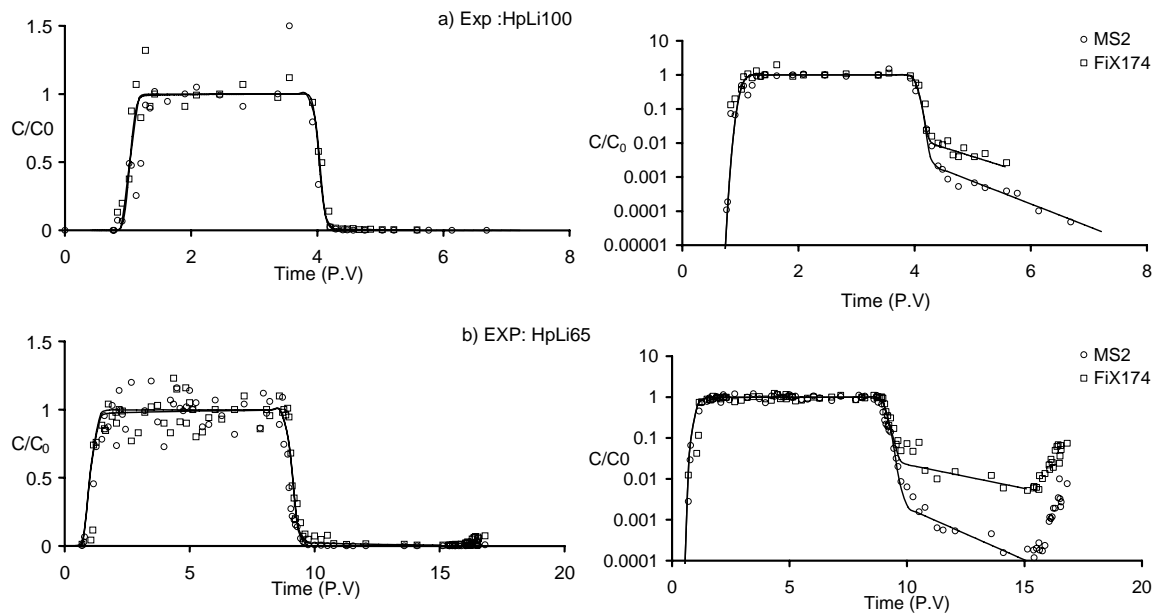 a) Exp :HpLi100
1.5
1
C/C0
0.5
0
0 2 4 6 8
Time (P.V)
MS2
FiX174
10
1
0.1
C/C0 0.01
0.001
0.0001
0.00001
0 2 4 6 8
Time (P.V)
b) EXP: HpLi65
1.5
1
C/C0
0.5
0
0 5 10 15 20
Time (P.V)
MS2
FiX174
10
1
0.1
C/C0
0.01
0.001
0.0001
0 5 10 15 20
Time (P.V)